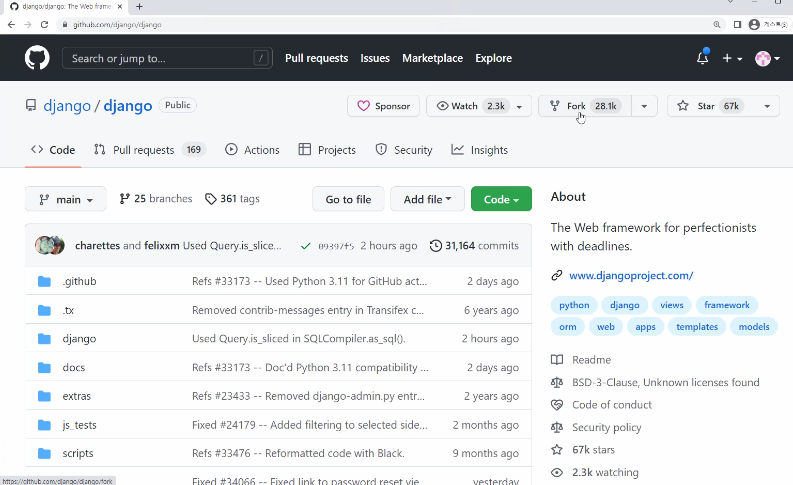 django/django: The Web frame
github.com/django/django
게스트(3)
Search or jump to...
/
Pull requests
Issues
Marketplace
Explore
django / django
Public
Sponsor
Watch 2.3k
Fork 28.1k
Star 67k
Code
Pull requests 169
Actions
Projects
Security
Insights
main
25 branches
361 tags
Go to file
Add file
Code
charettes and felixxm Used Query.is_slice...
09397f5 2 hours ago
31,164 commits
.github Refs #33173 -- Used Python 3.11 for GitHub act... 2 days ago
.tx Removed contrib-messages entry in Transifex c... 6 years ago
django Used Query.is_sliced in SQLCompiler.as_sql(). 2 hours ago
docs Refs #33173 -- Doc'd Python 3.11 compatibility ... 2 days ago
extras Refs #23433 -- Removed django-admin.py entr... 2 years ago
js_tests Fixed #24179 -- Added filtering to selected side... 2 months ago
scripts Refs #33476 -- Reformatted code with Black. 9 months ago
Fixed #34066 -- Fixed link to password reset vie yesterday
About
The Web framework for perfectionists
with deadlines.
www.djangoproject.com/
python django views framework
orm web apps templates models
Readme
BSD-3-Clause, Unknown licenses found
Code of conduct
Security policy
67k stars
2.3k watching
https://github.com/django/django/fork